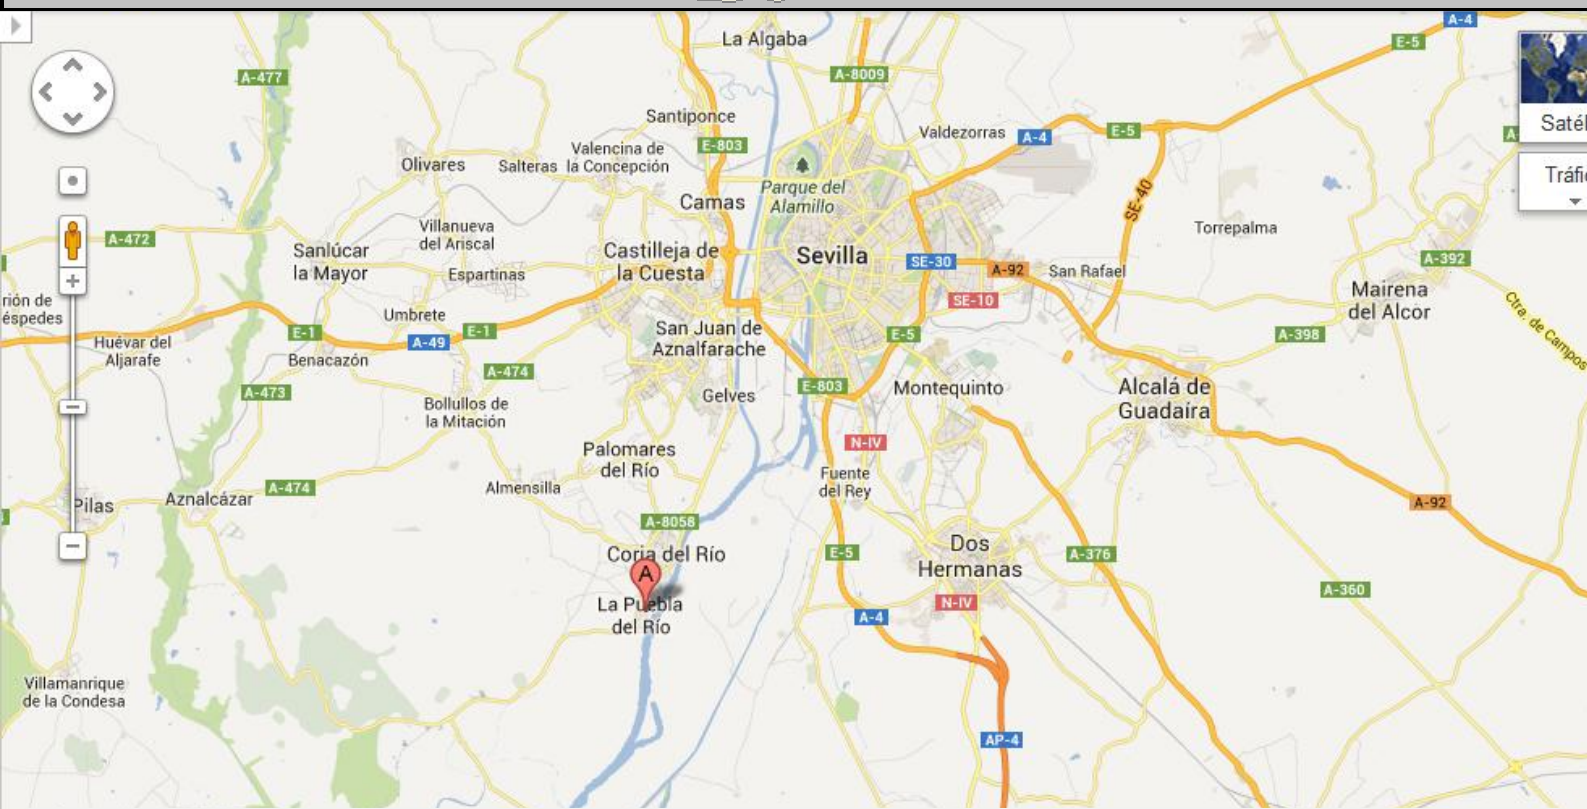 A-4
E-5
La Algaba
A-477
A-8009
Santiponce
Valdezorras
A-4
E-5
Satél
E-803
Valencina de
la Concepción
Olivares
Salteras
Tráfic
Parque del
Alamillo
Camas
SE-40
Villanueva
del Ariscal
A-472
Torrepalma
Sanlúcar
la Mayor
Castilleja de
la Cuesta
Sevilla
SE-30
A-92
San Rafael
A-392
Espartinas
Mairena
del Alcor
rión de
éspedes
SE-10
Ctra. de Campos
Umbrete
E-1
E-1
A-49
San Juan de
Aznalfarache
E-5
A-398
Huévar del
Aljarafe
Benacazón
A-474
A-473
Gelves
E-803
Montequinto
Alcalá de
Guadaíra
Bollullos de
la Mitación
N-IV
Palomares
del Río
Fuente
del Rey
A-474
Almensilla
Pilas
Aznalcázar
A-92
A-8058
Coria del Río
E-5
Dos
Hermanas
A-376
A
La Puebla
del Río
N-IV
A-4
A-360
Villamanrique
de la Condesa
AP-4